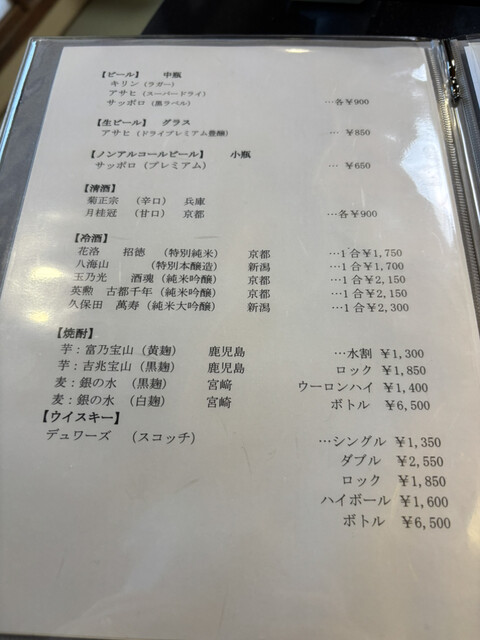 【ビール】 中瓶
キリン（ラガー）
アサヒ（スーパードライ）
サッポロ（黒ラベル） …各￥900
【生ビール】 グラス
アサヒ（ドライプレミアム豊醸） … ￥850
【ノンアルコールビール】 小瓶
サッポロ（プレミアム） … ￥650
【清酒】
菊正宗 （辛口） 兵庫
月桂冠 （甘口） 京都 …各￥900
【冷酒】
花洛 招徳 （特別純米） 京都 …1合￥1,750
八海山 （特別本醸造） 新潟 …1合￥1,700
玉乃光 酒魂（純米吟醸） 京都 …1合￥2,150
英勲 古都千年（純米吟醸） 京都 …1合￥2,150
久保田 萬寿（純米大吟醸） 新潟 …1合￥2,300
【焼酎】
芋：富乃宝山（黄麹） 鹿児島 …水割 ￥1,300
芋：吉兆宝山（黒麹） 鹿児島 ロック ￥1,850
麦：銀の水 （黒麹） 宮崎 ウーロンハイ ￥1,400
麦：銀の水 （白麹） 宮崎 ボトル ￥6,500
【ウイスキー】
デュワーズ （スコッチ） …シングル ￥1,350
ダブル ￥2,550
ロック ￥1,850
ハイボール ￥1,600
ボトル ￥6,500